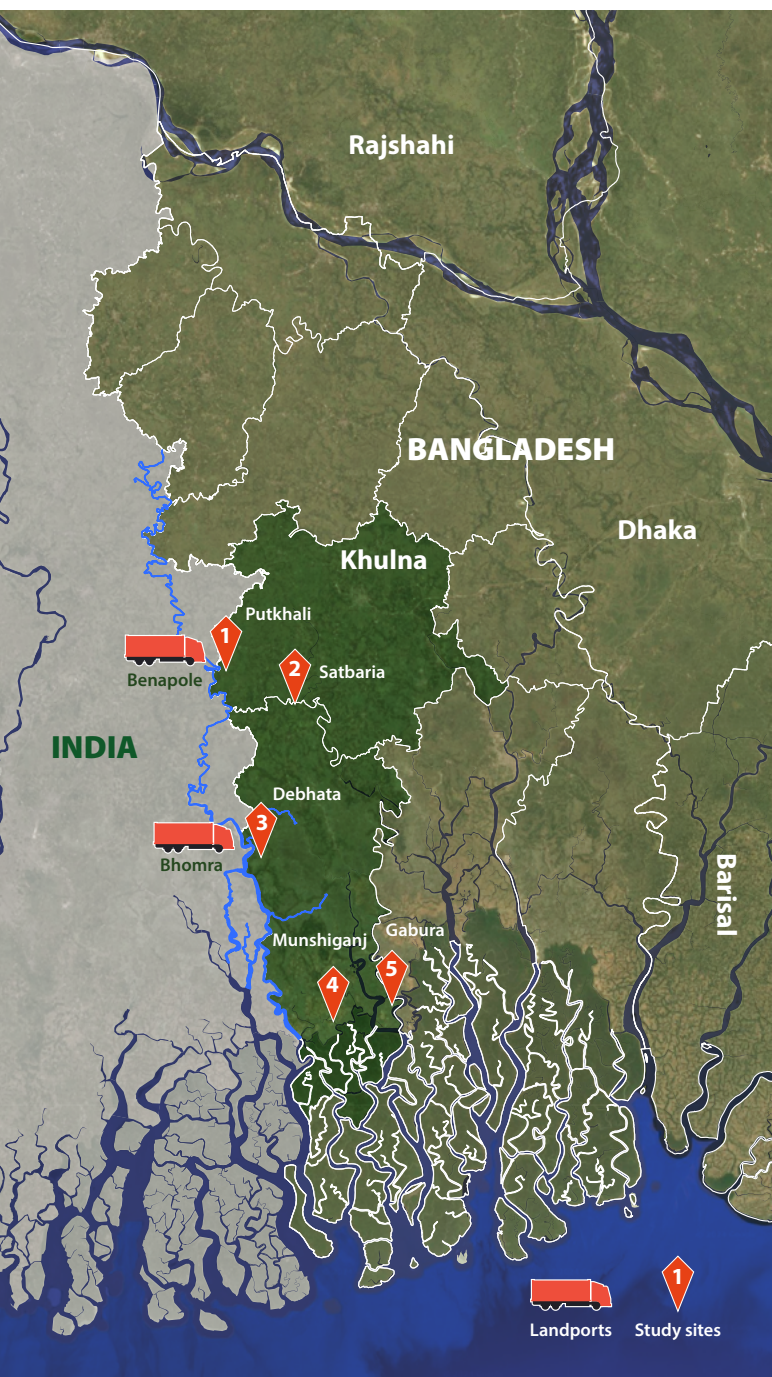 Rajshahi
BANGLADESH
Dhaka
Khulna
Putkhali
1
2
Satbaria
Benapole
INDIA
Debhata
3
Bhomra
Barisal
Munshiganj
Gabura
4
5
1
Landports
Study sites